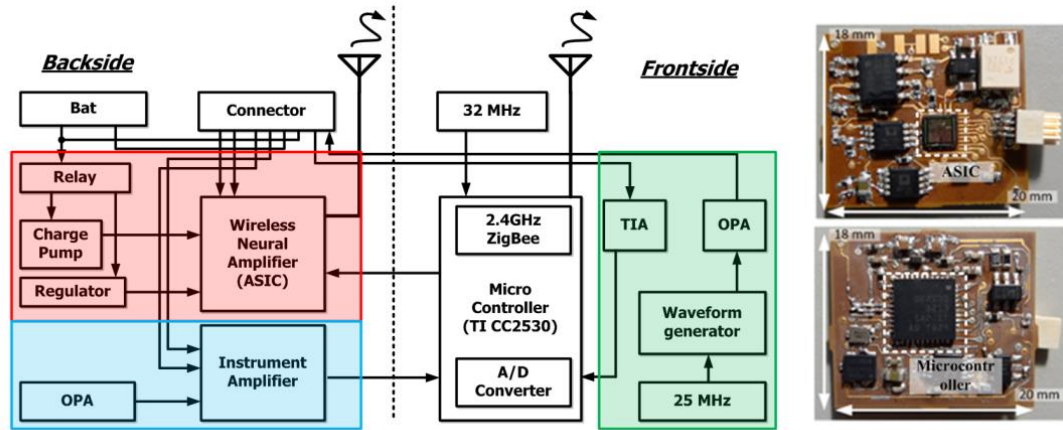 Backside
Frontside
Bat
Connector
32 MHz
Relay
Charge
Pump
Regulator
Wireless
Neural
Amplifier
(ASIC)
2.4GHz
ZigBee
Micro
Controller
(TI CC2530)
A/D
Converter
TIA
OPA
Waveform
generator
25 MHz
Instrument
Amplifier
OPA
18 mm
ASIC
20 mm
18 mm
Microcontr
oller
20 mm